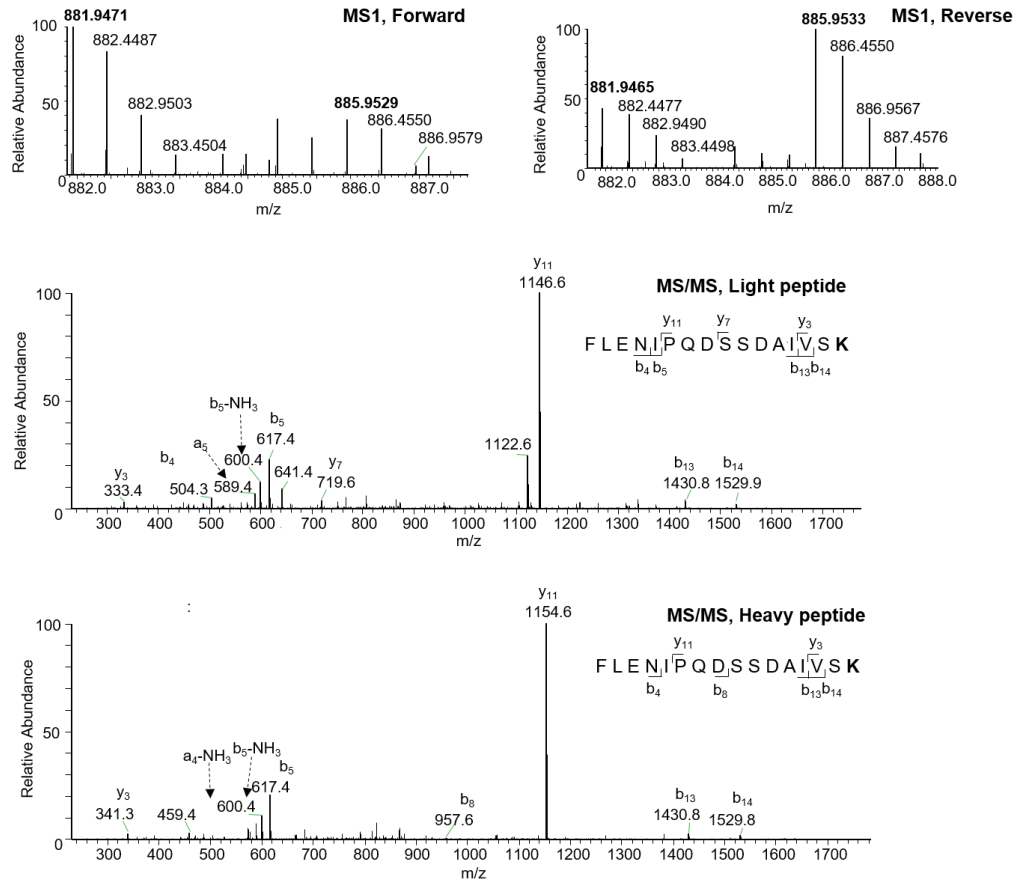 MS1, Forward
881.9471
882.4487
882.9503
883.4504
885.9529
886.4550
886.9579
100
50
0
Relative Abundance
882.0 883.0 884.0 885.0 886.0 887.0
m/z
MS1, Reverse
885.9533
886.4550
881.9465
882.4477
882.9490
883.4498
886.9567
887.4576
100
50
0
Relative Abundance
882.0 883.0 884.0 885.0 886.0 887.0 888.0
m/z
MS/MS, Light peptide
y11
1146.6
y11 y7 y3
F L E N I P Q D S S D A I V S K
b4 b5 b13 b14
b5-NH3
a5
b5
617.4
b4
600.4
y3
333.4
504.3
589.4
641.4
y7
719.6
1122.6
b13
1430.8
b14
1529.9
100
50
0
Relative Abundance
300 400 500 600 700 800 900 1000 1100 1200 1300 1400 1500 1600 1700
m/z
:
MS/MS, Heavy peptide
y11
1154.6
y11 y3
F L E N I P Q D S S D A I V S K
b4 b8 b13 b14
a4-NH3
b5-NH3
b5
617.4
600.4
y3
341.3
459.4
b8
957.6
b13
1430.8
b14
1529.8
100
50
0
Relative Abundance
300 400 500 600 700 800 900 1000 1100 1200 1300 1400 1500 1600 1700
m/z